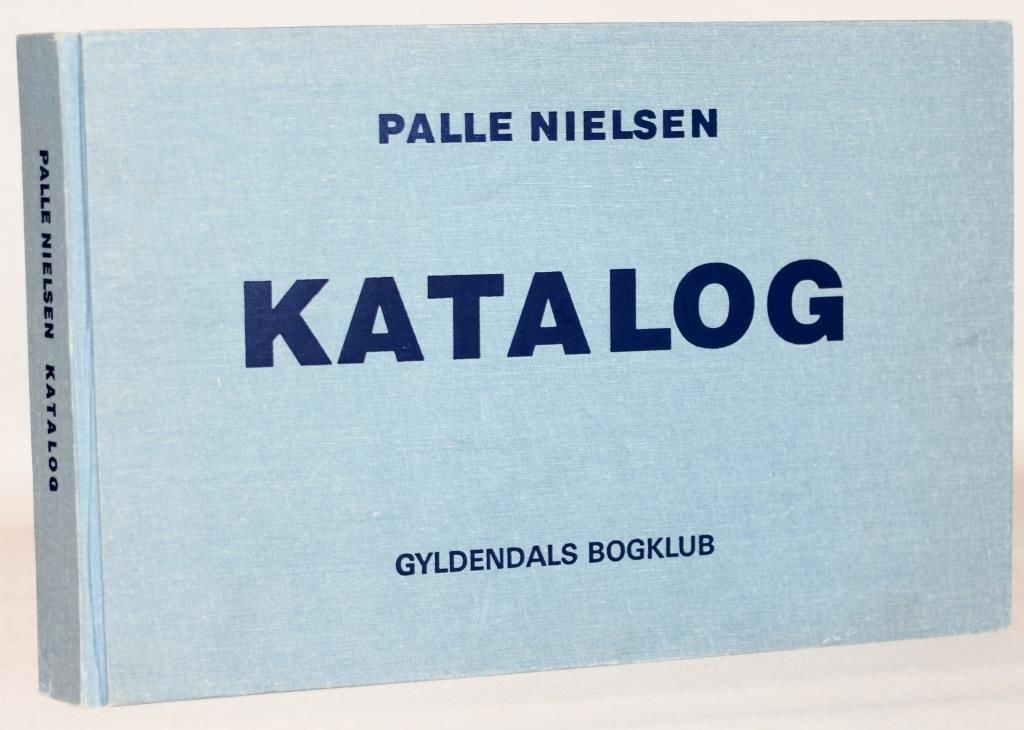 PALLE NIELSEN KATALOG
PALLE NIELSEN
KATALOG
GYLDENDALS BOGKLUB